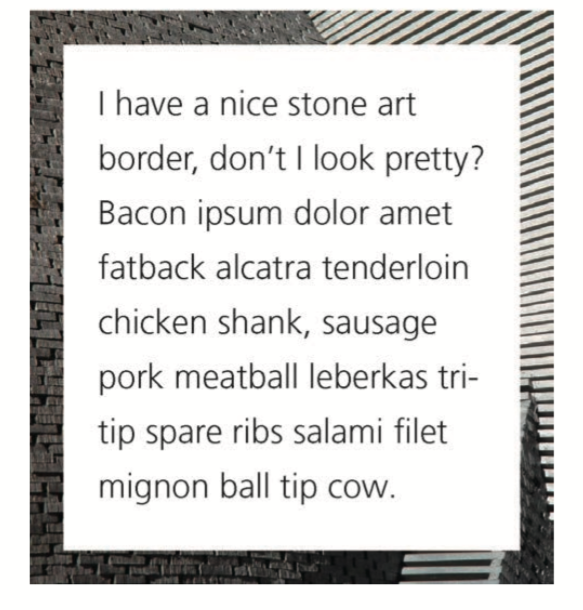 I have a nice stone art
border, don’t I look pretty?
Bacon ipsum dolor amet
fatback alcatra tenderloin
chicken shank, sausage
pork meatball leberkas tri-
tip spare ribs salami filet
mignon ball tip cow.